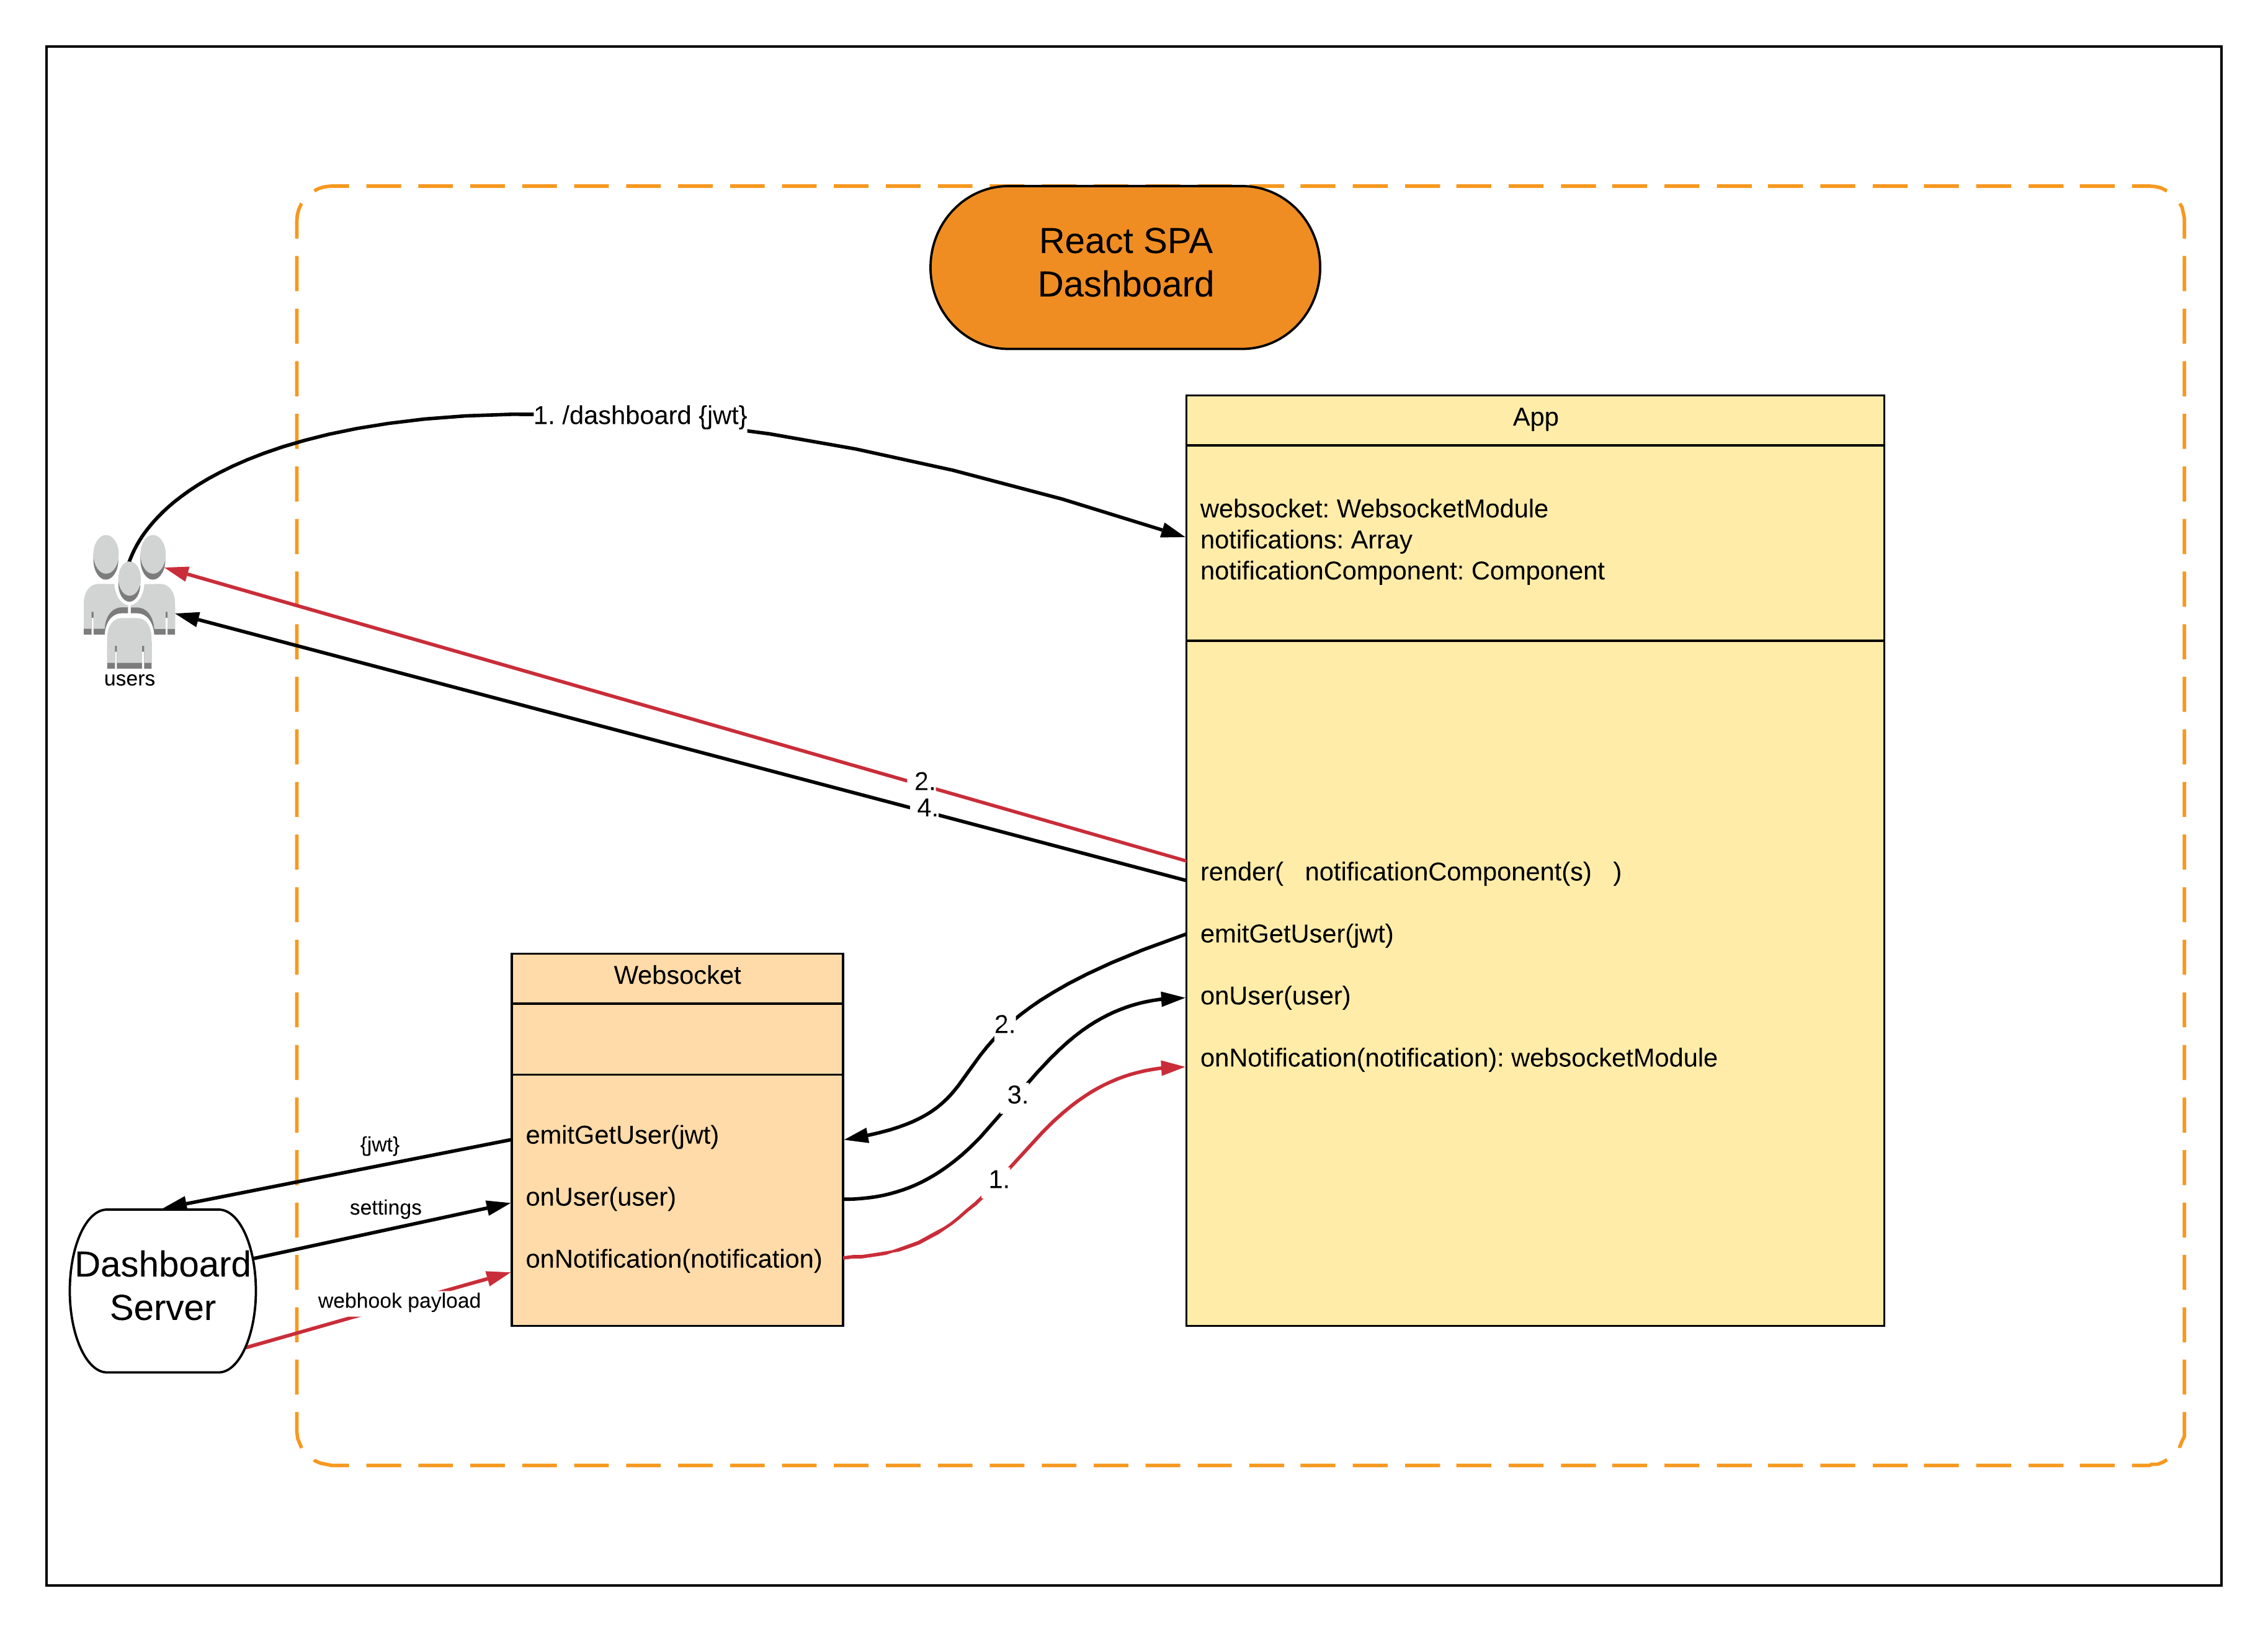 React SPA
Dashboard
1. /dashboard {jwt}
App
websocket: WebsocketModule
notifications: Array
notificationComponent: Component
users
2.
4.
render(   notificationComponent(s)   )
emitGetUser(jwt)
onUser(user)
onNotification(notification): websocketModule
Websocket
2.
3.
1.
emitGetUser(jwt)
onUser(user)
onNotification(notification)
{jwt}
settings
webhook payload
Dashboard
Server